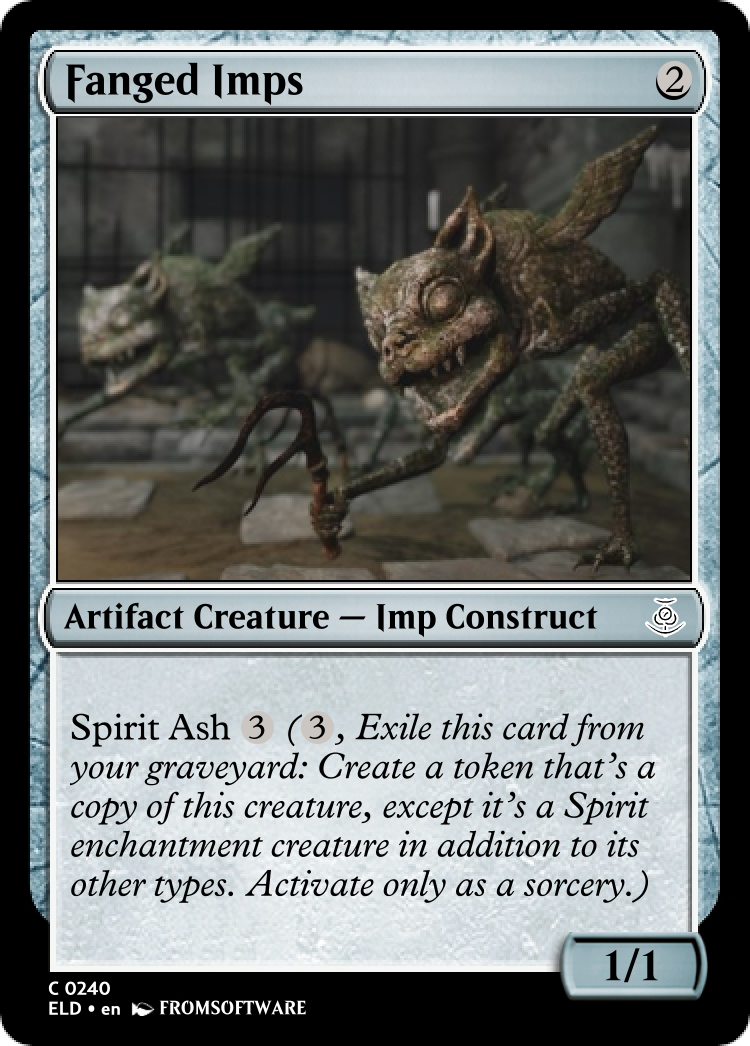 Fanged Imps 2
Artifact Creature — Imp Construct
Spirit Ash 3 (3, Exile this card from
your graveyard: Create a token that's a
copy of this creature, except it's a Spirit
enchantment creature in addition to its
other types. Activate only as a sorcery.)
1/1
C 0240
ELD • en FROMSOFTWARE